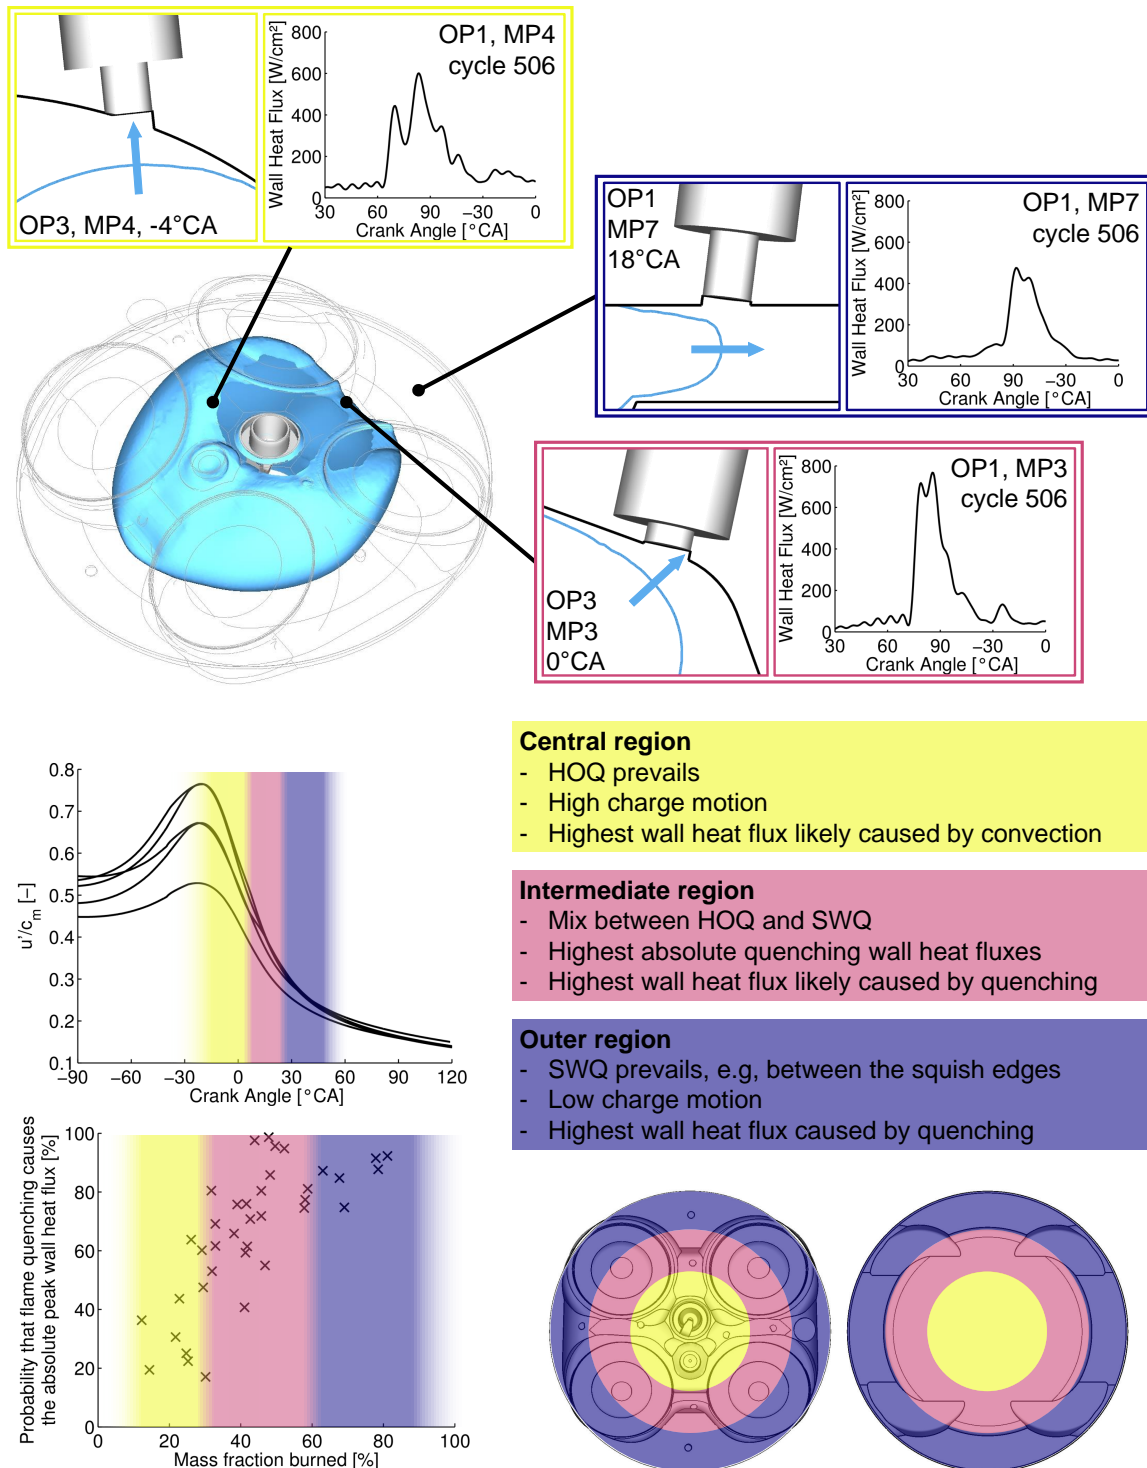 OP3, MP4, -4°CA
OP1, MP4
cycle 506
Wall Heat Flux [W/cm²]
800
600
400
200
0
30 60 90 −30 0
Crank Angle [°CA]
OP1
MP7
18°CA
OP1, MP7
cycle 506
Wall Heat Flux [W/cm²]
800
600
400
200
0
30 60 90 −30 0
Crank Angle [°CA]
OP3
MP3
0°CA
OP1, MP3
cycle 506
Wall Heat Flux [W/cm²]
800
600
400
200
0
30 60 90 −30 0
Crank Angle [°CA]
u'/cm [−]
0.8
0.7
0.6
0.5
0.4
0.3
0.2
0.1
−90 −60 −30 0 30 60 90 120
Crank Angle [°CA]
Central region
- HOQ prevails
- High charge motion
- Highest wall heat flux likely caused by convection
Intermediate region
- Mix between HOQ and SWQ
- Highest absolute quenching wall heat fluxes
- Highest wall heat flux likely caused by quenching
Outer region
- SWQ prevails, e.g, between the squish edges
- Low charge motion
- Highest wall heat flux caused by quenching
Probability that flame quenching causes
the absolute peak wall heat flux [%]
100
80
60
40
20
0
0 20 40 60 80 100
Mass fraction burned [%]